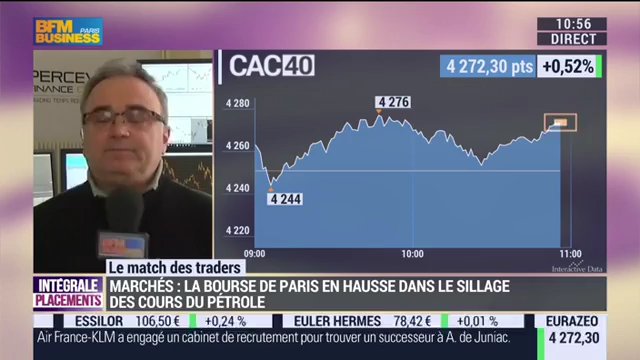 BFM
BUSINESS
PARIS
10:56
DIRECT
PERCEV
FINANCE C
CAC40
4 272,30 pts
+0,52%
4 280
4 276
4 260
4 244
4 240
4 220
09:00
10:00
11:00
Interactive Data
Le match des traders
INTÉGRALE
PLACEMENTS
MARCHÉS : LA BOURSE DE PARIS EN HAUSSE DANS LE SILLAGE
DES COURS DU PÉTROLE
ESSILOR 106,50 € +0,24 % EULER HERMES 78,42 € +0,01 % EURAZEO
Air France-KLM a engagé un cabinet de recrutement pour trouver un successeur à A. de Juniac.
4 272,30